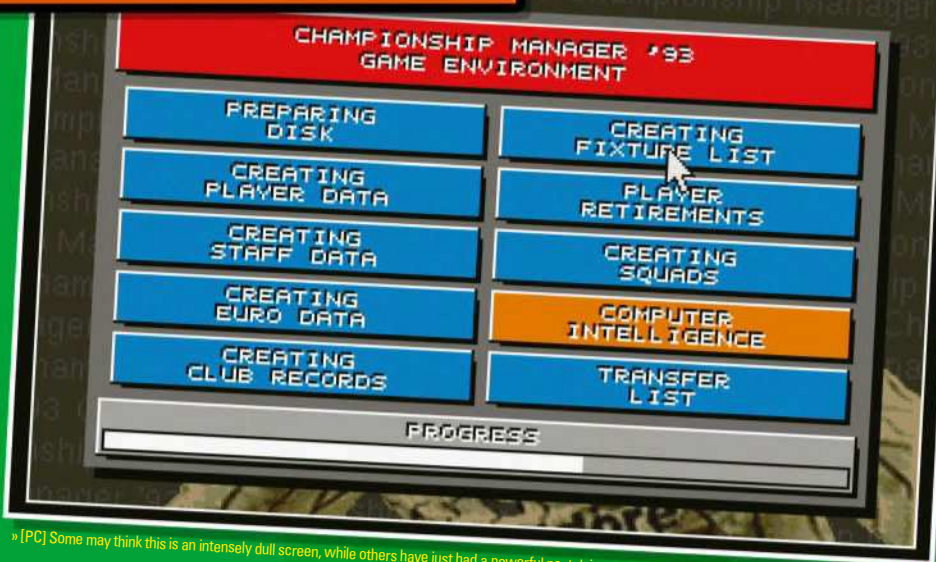 CHAMPIONSHIP MANAGER '93
GAME ENVIRONMENT
PREPARING
DISK
CREATING
PLAYER DATA
CREATING
STAFF DATA
CREATING
EURO DATA
CREATING
CLUB RECORDS
CREATING
FIXTURE LIST
PLAYER
RETIREMENTS
CREATING
SQUADS
COMPUTER
INTELLIGENCE
TRANSFER
LIST
PROGRESS
» [PC] Some may think this is an intensely dull screen, while others have just had a powerful